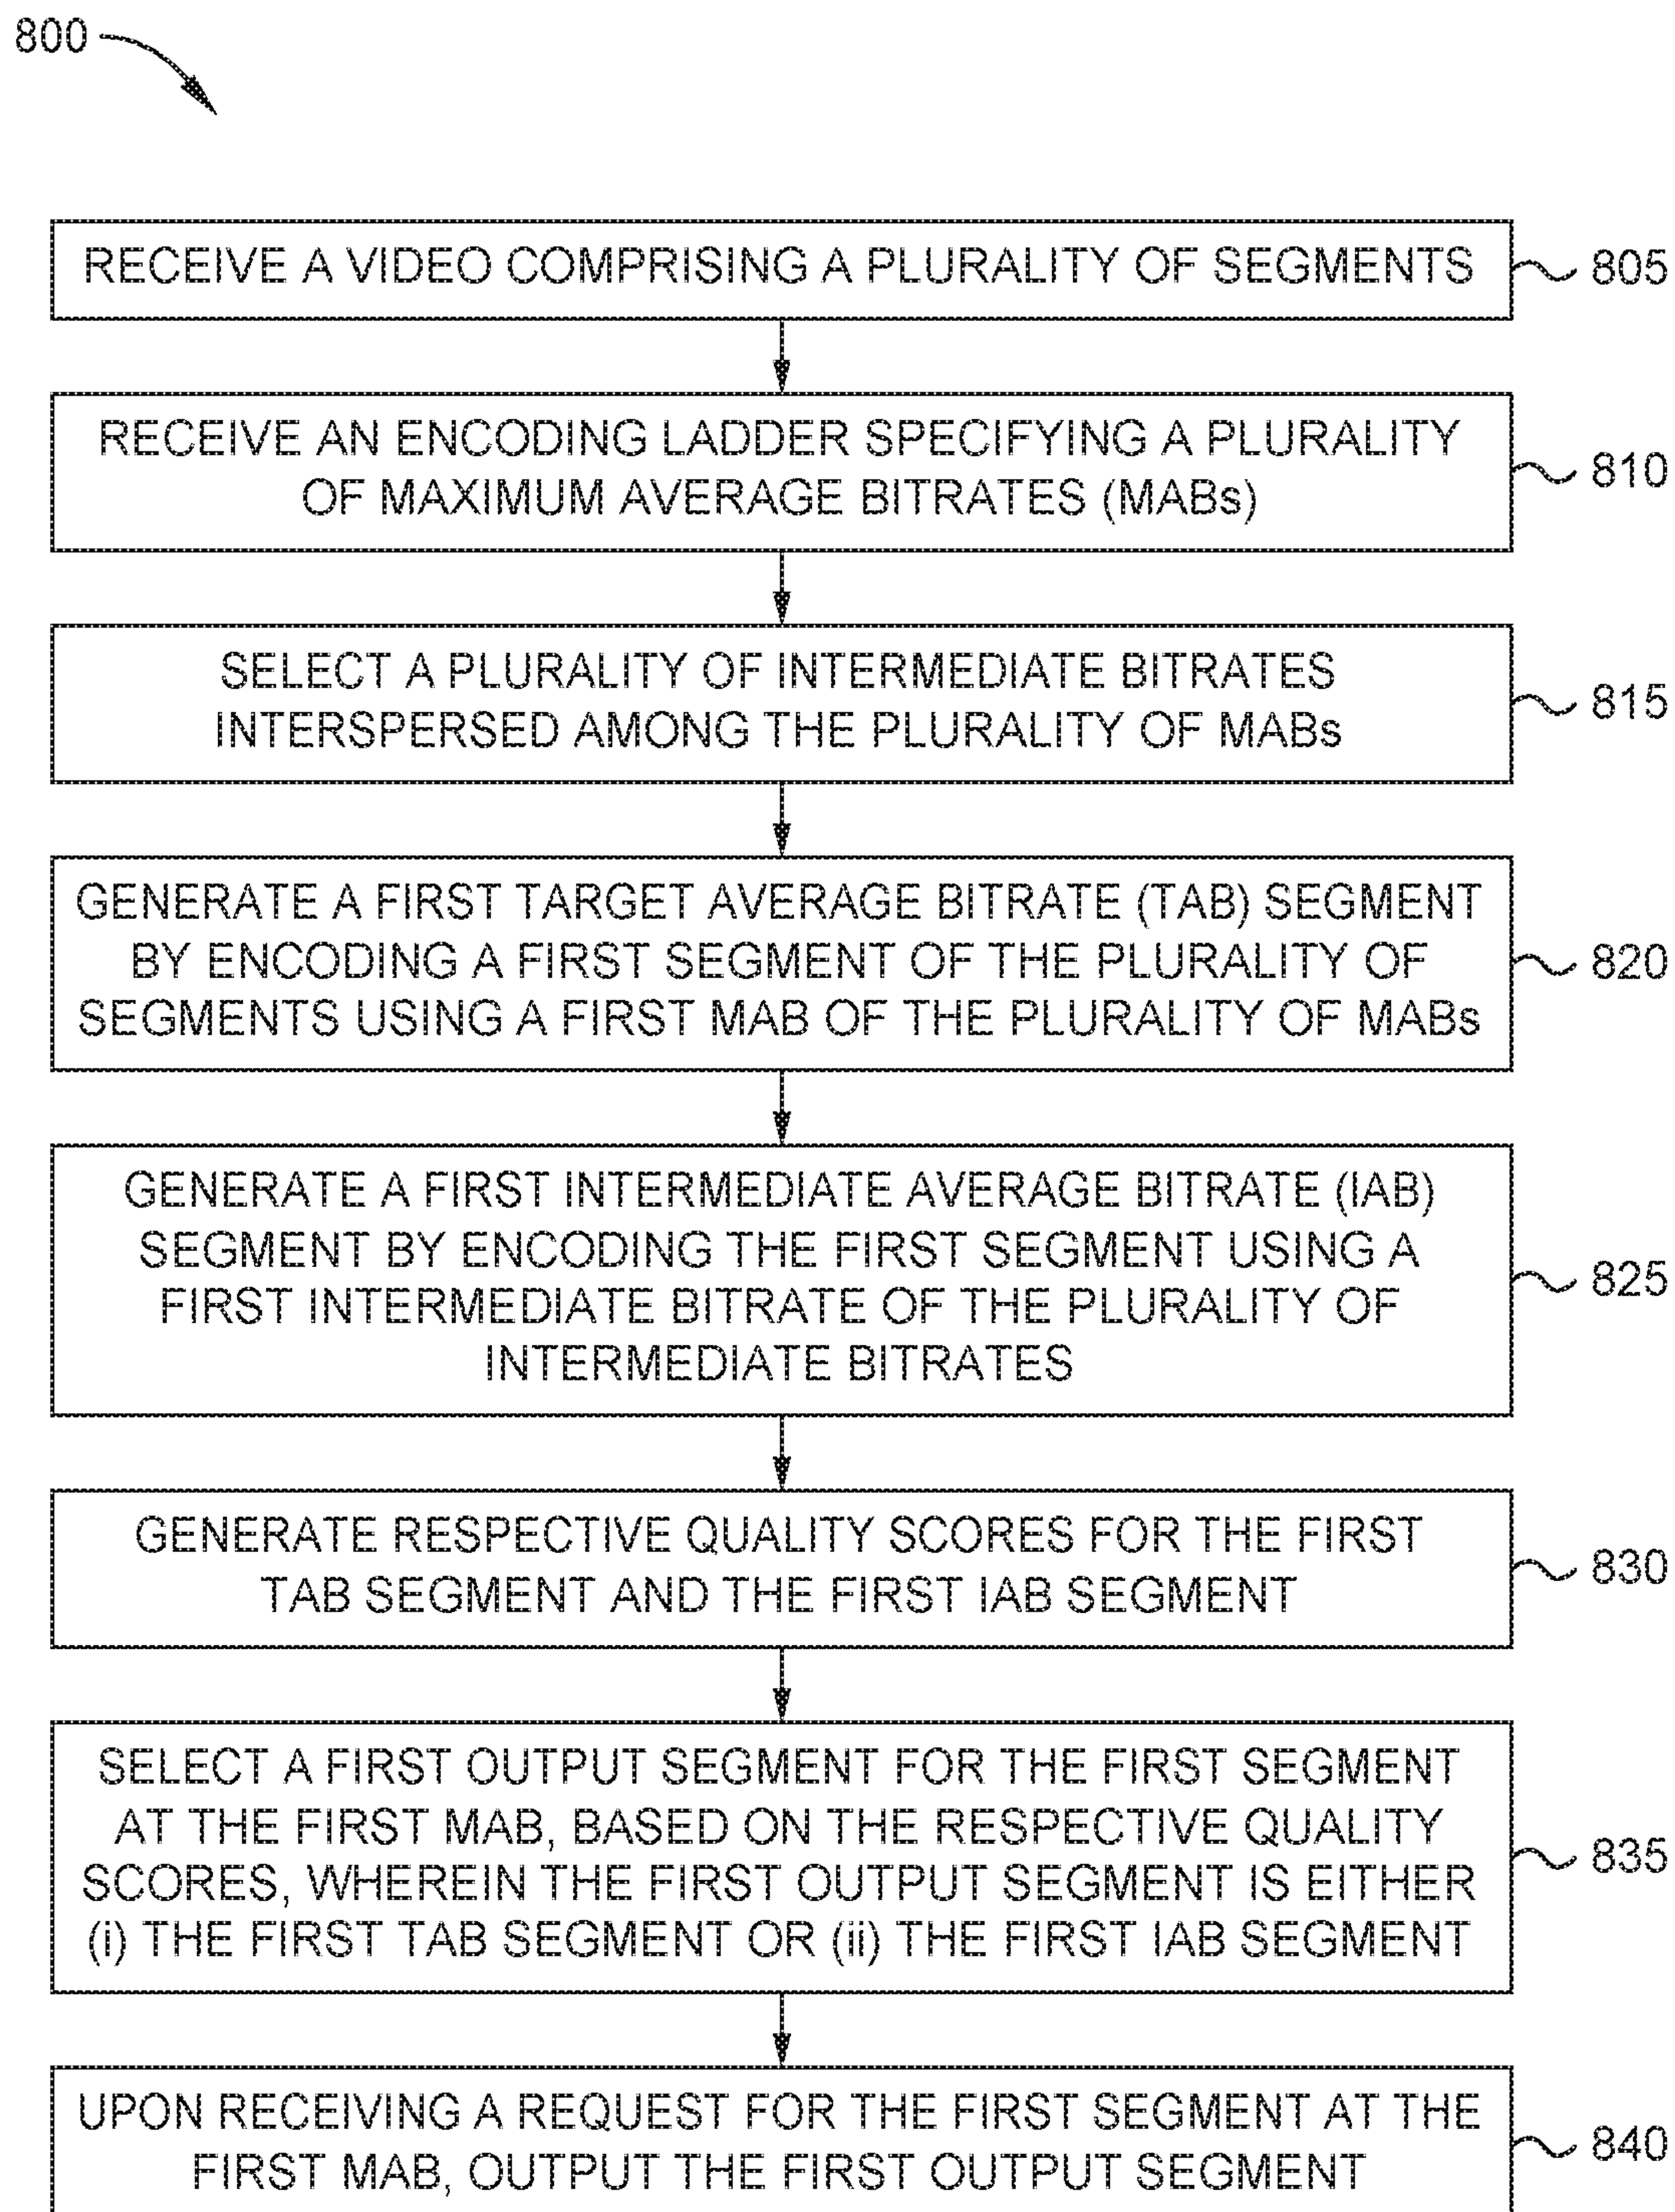 800
RECEIVE A VIDEO COMPRISING A PLURALITY OF SEGMENTS
805
RECEIVE AN ENCODING LADDER SPECIFYING A PLURALITY
OF MAXIMUM AVERAGE BITRATES (MABs)
810
SELECT A PLURALITY OF INTERMEDIATE BITRATES
INTERSPERSED AMONG THE PLURALITY OF MABs
815
GENERATE A FIRST TARGET AVERAGE BITRATE (TAB) SEGMENT
BY ENCODING A FIRST SEGMENT OF THE PLURALITY OF
SEGMENTS USING A FIRST MAB OF THE PLURALITY OF MABs
820
GENERATE A FIRST INTERMEDIATE AVERAGE BITRATE (IAB)
SEGMENT BY ENCODING THE FIRST SEGMENT USING A
FIRST INTERMEDIATE BITRATE OF THE PLURALITY OF
INTERMEDIATE BITRATES
825
GENERATE RESPECTIVE QUALITY SCORES FOR THE FIRST
TAB SEGMENT AND THE FIRST IAB SEGMENT
830
SELECT A FIRST OUTPUT SEGMENT FOR THE FIRST SEGMENT
AT THE FIRST MAB, BASED ON THE RESPECTIVE QUALITY
SCORES, WHEREIN THE FIRST OUTPUT SEGMENT IS EITHER
(i) THE FIRST TAB SEGMENT OR (ii) THE FIRST IAB SEGMENT
835
UPON RECEIVING A REQUEST FOR THE FIRST SEGMENT AT THE
FIRST MAB, OUTPUT THE FIRST OUTPUT SEGMENT
840